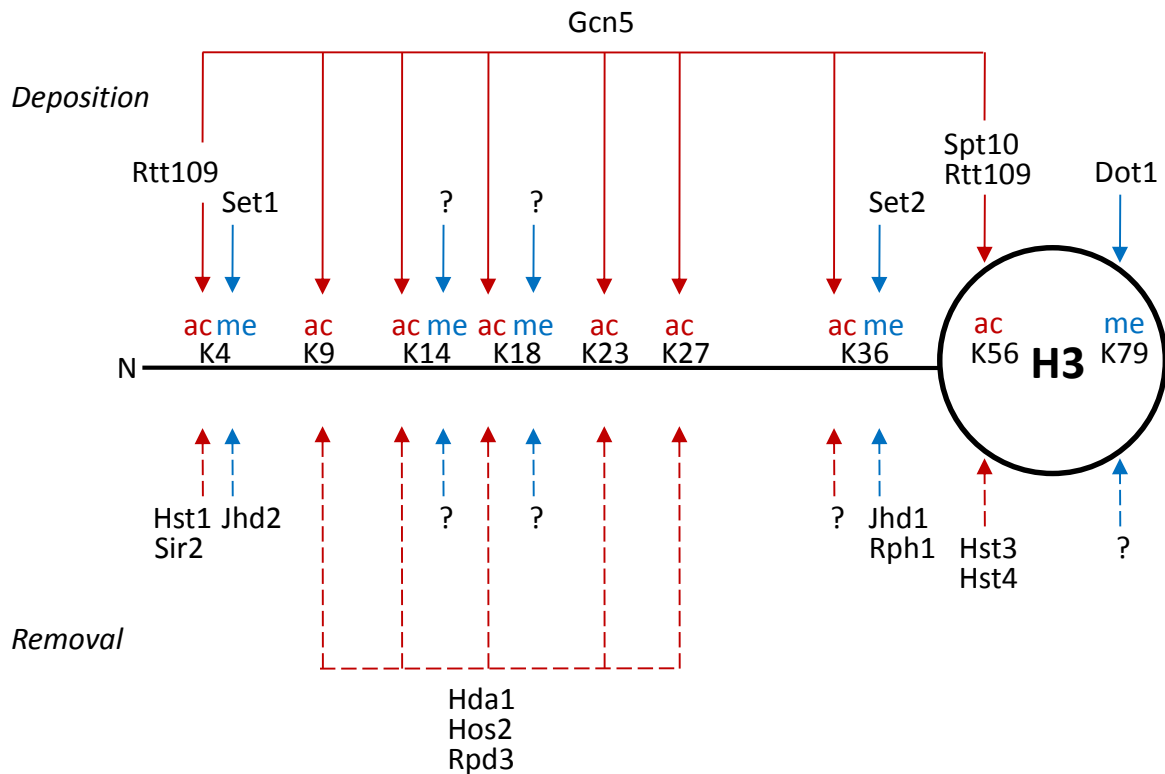 Gcn5
Deposition
Spt10
Rtt109 Rtt109 Dot1
Set1 ? ? Set2
ac me ac ac me ac me ac ac ac me ac me
K4 K9 K14 K18 K23 K27 K36 K56 H3 K79
N
Hst1 Jhd2 ? ? ? Jhd1 Hst3 ?
Sir2 Rph1 Hst4
Removal
Hda1
Hos2
Rpd3